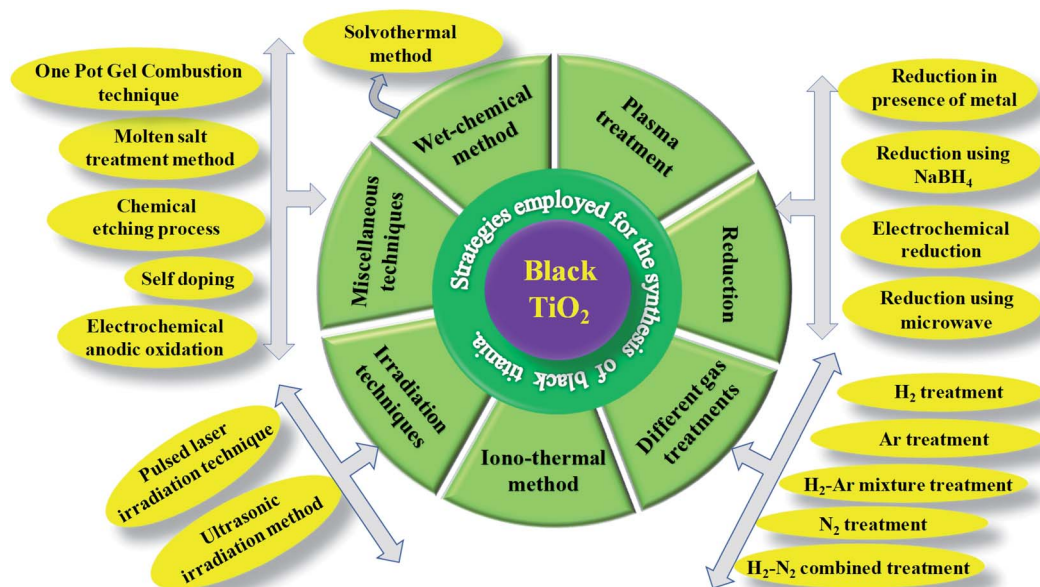 Solvothermal
method
One Pot Gel Combustion
technique
Molten salt
treatment method
Chemical
etching process
Self doping
Electrochemical
anodic oxidation
Wet-chemical
method
Plasma
treatment
Miscellaneous
techniques
Reduction
Irradiation
techniques
Iono-thermal
method
Different gas
treatments
Strategies employed for the synthesis of black titania.
Black
TiO₂
Reduction in
presence of metal
Reduction using
NaBH₄
Electrochemical
reduction
Reduction using
microwave
Pulsed laser
irradiation technique
Ultrasonic
irradiation method
H₂ treatment
Ar treatment
H₂-Ar mixture treatment
N₂ treatment
H₂-N₂ combined treatment